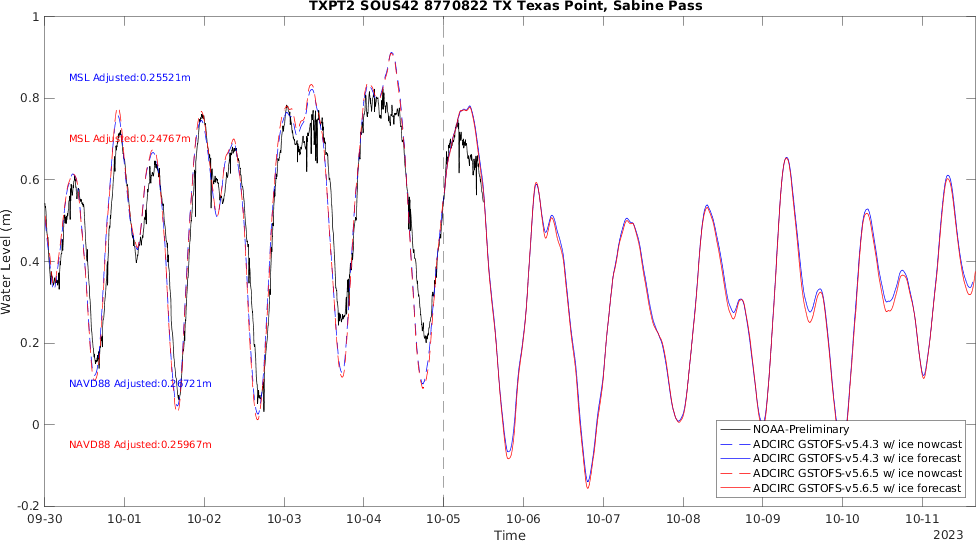 TXPT2 SOUS42 8770822 TX Texas Point, Sabine Pass
1
0.8
0.6
0.4
0.2
0
-0.2
Water Level (m)
MSL Adjusted:0.25521m
MSL Adjusted:0.24767m
NAVD88 Adjusted:0.26721m
NAVD88 Adjusted:0.25967m
NOAA-Preliminary
ADCIRC GSTOFS-v5.4.3 w/ ice nowcast
ADCIRC GSTOFS-v5.4.3 w/ ice forecast
ADCIRC GSTOFS-v5.6.5 w/ ice nowcast
ADCIRC GSTOFS-v5.6.5 w/ ice forecast
09-30 10-01 10-02 10-03 10-04 10-05 10-06 10-07 10-08 10-09 10-10 10-11
Time
2023